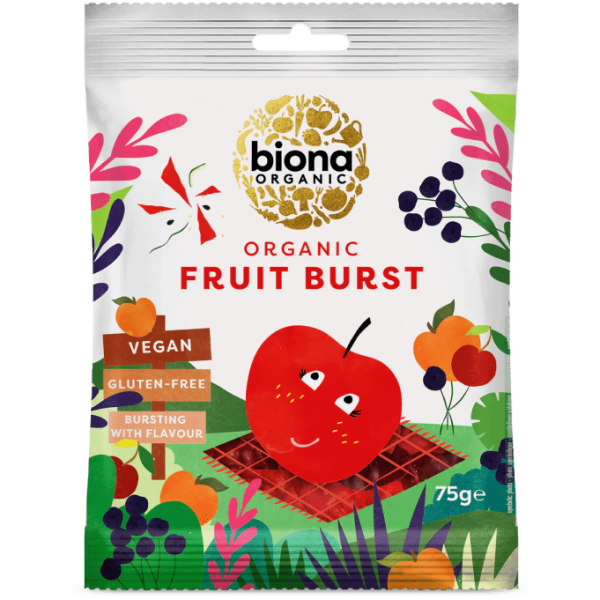 biona
ORGANIC
ORGANIC
FRUIT BURST
VEGAN
GLUTEN-FREE
BURSTING
WITH FLAVOUR
75g℮